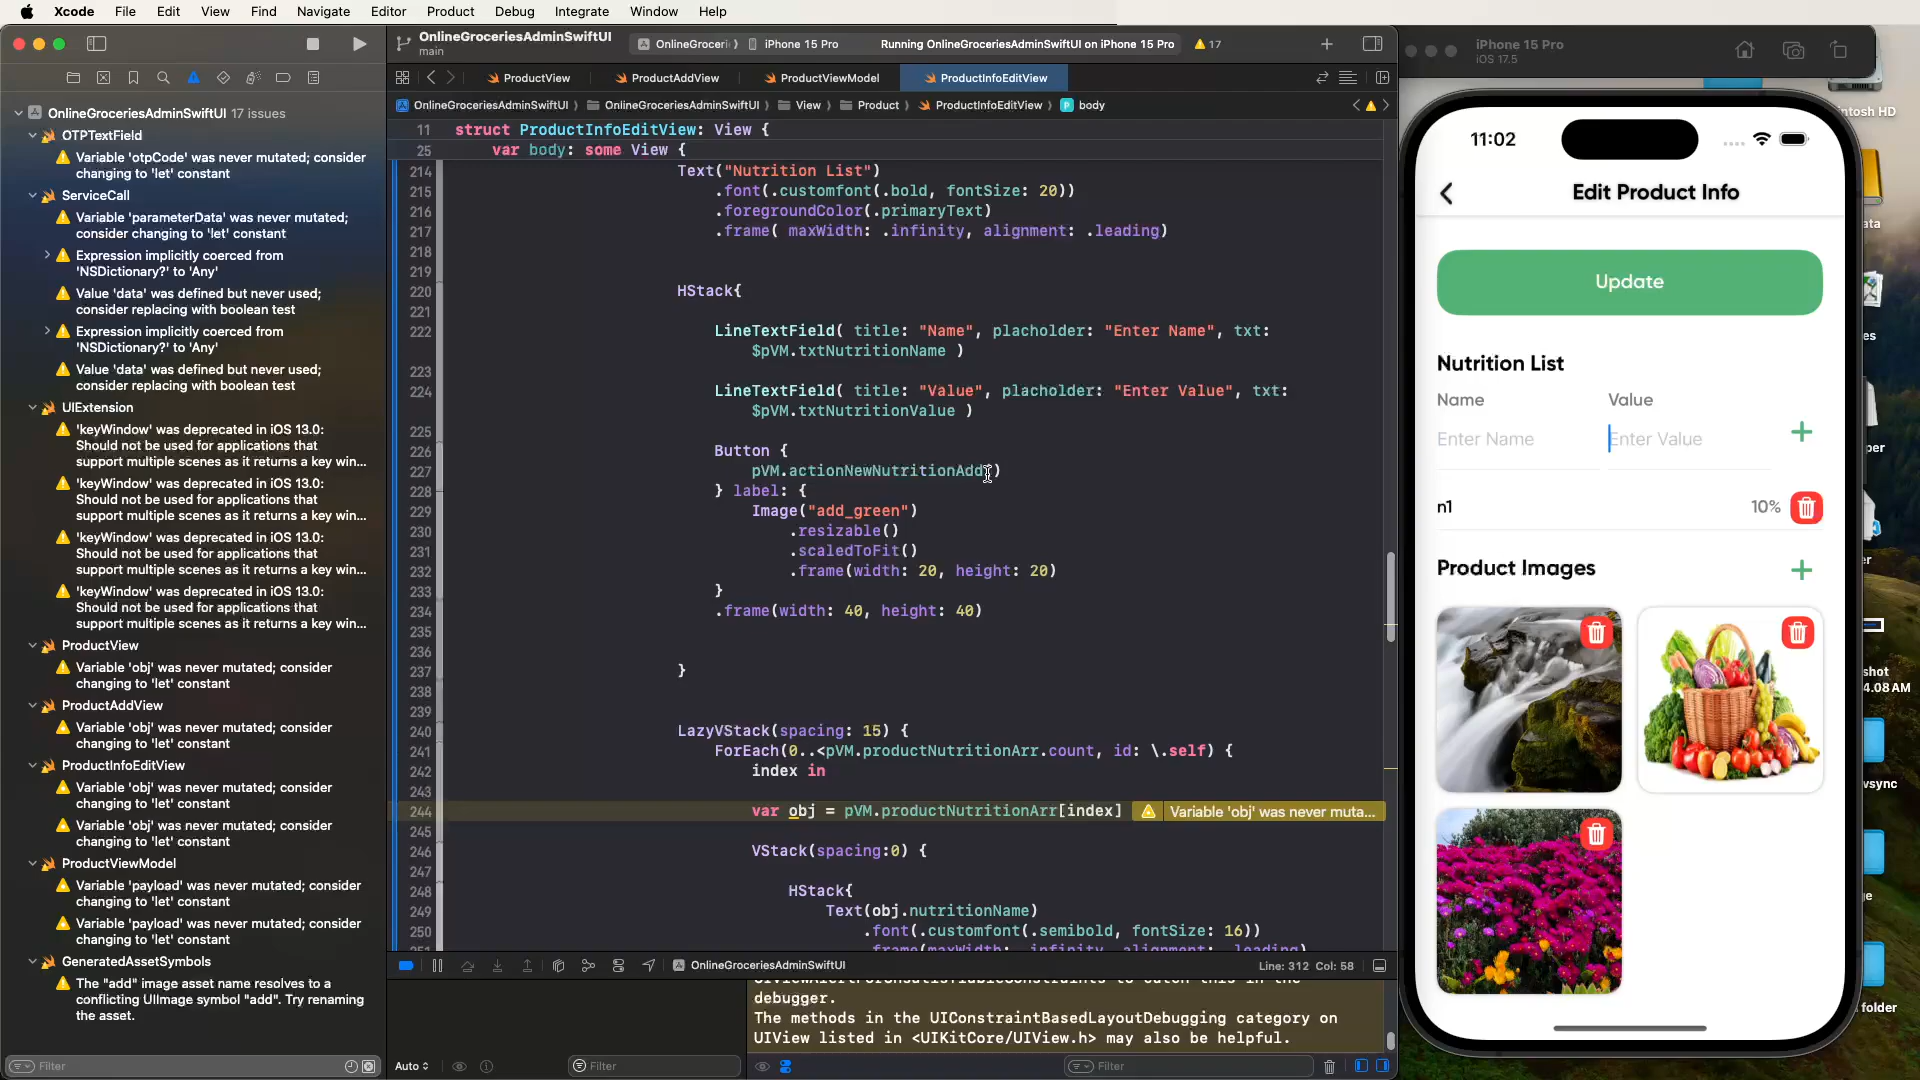 Xcode File Edit View Find Navigate Editor Product Debug Integrate Window Help
OnlineGroceriesAdminSwiftUI
main
OnlineGroceri
iPhone 15 Pro
Running OnlineGroceriesAdminSwiftUI on iPhone 15 Pro
17
ProductView
ProductAddView
ProductViewModel
ProductInfoEditView
OnlineGroceriesAdminSwiftUI
OnlineGroceriesAdminSwiftUI
View
Product
ProductInfoEditView
body
OnlineGroceriesAdminSwiftUI 17 issues
OTPTextField
Variable 'otpCode' was never mutated; consider
changing to 'let' constant
ServiceCall
Variable 'parameterData' was never mutated;
consider changing to 'let' constant
Expression implicitly coerced from
'NSDictionary?' to 'Any'
Value 'data' was defined but never used;
consider replacing with boolean test
Expression implicitly coerced from
'NSDictionary?' to 'Any'
Value 'data' was defined but never used;
consider replacing with boolean test
UIExtension
'keyWindow' was deprecated in iOS 13.0:
Should not be used for applications that
support multiple scenes as it returns a key win...
'keyWindow' was deprecated in iOS 13.0:
Should not be used for applications that
support multiple scenes as it returns a key win...
'keyWindow' was deprecated in iOS 13.0:
Should not be used for applications that
support multiple scenes as it returns a key win...
'keyWindow' was deprecated in iOS 13.0:
Should not be used for applications that
support multiple scenes as it returns a key win...
ProductView
Variable 'obj' was never mutated; consider
changing to 'let' constant
ProductAddView
Variable 'obj' was never mutated; consider
changing to 'let' constant
ProductInfoEditView
Variable 'obj' was never mutated; consider
changing to 'let' constant
Variable 'obj' was never mutated; consider
changing to 'let' constant
ProductViewModel
Variable 'payload' was never mutated; consider
changing to 'let' constant
Variable 'payload' was never mutated; consider
changing to 'let' constant
GeneratedAssetSymbols
The "add" image asset name resolves to a
conflicting UIImage symbol "add". Try renaming
the asset.
Filter
11 struct ProductInfoEditView: View {
25 var body: some View {
214 Text("Nutrition List")
215 .font(.customfont(.bold, fontSize: 20))
216 .foregroundColor(.primaryText)
217 .frame( maxWidth: .infinity, alignment: .leading)
218
219
220 HStack{
221
222 LineTextField( title: "Name", placholder: "Enter Name", txt:
$pVM.txtNutritionName )
223
224 LineTextField( title: "Value", placholder: "Enter Value", txt:
$pVM.txtNutritionValue )
225
226 Button {
227 pVM.actionNewNutritionAdd()
228 } label: {
229 Image("add_green")
230 .resizable()
231 .scaledToFit()
232 .frame(width: 20, height: 20)
233 }
234 .frame(width: 40, height: 40)
235
236
237 }
238
239
240 LazyVStack(spacing: 15) {
241 ForEach(0..<pVM.productNutritionArr.count, id: \.self) {
242 index in
243
244 var obj = pVM.productNutritionArr[index] Variable 'obj' was never muta...
245
246 VStack(spacing:0) {
247
248 HStack{
249 Text(obj.nutritionName)
250 .font(.customfont(.semibold, fontSize: 16))
251 .frame(maxWidth: .infinity, alignment: .leading)
OnlineGroceriesAdminSwiftUI
Line: 312 Col: 58
debugger.
The methods in the UIConstraintBasedLayoutDebugging category on
UIView listed in <UIKitCore/UIView.h> may also be helpful.
Auto
Filter
Filter
iPhone 15 Pro
iOS 17.5
11:02
Edit Product Info
Update
Nutrition List
Name Value
Enter Name Enter Value
n1 10%
Product Images
ntosh HD
ata
es
per
er
shot
4.08 AM
vsync
ge
folder